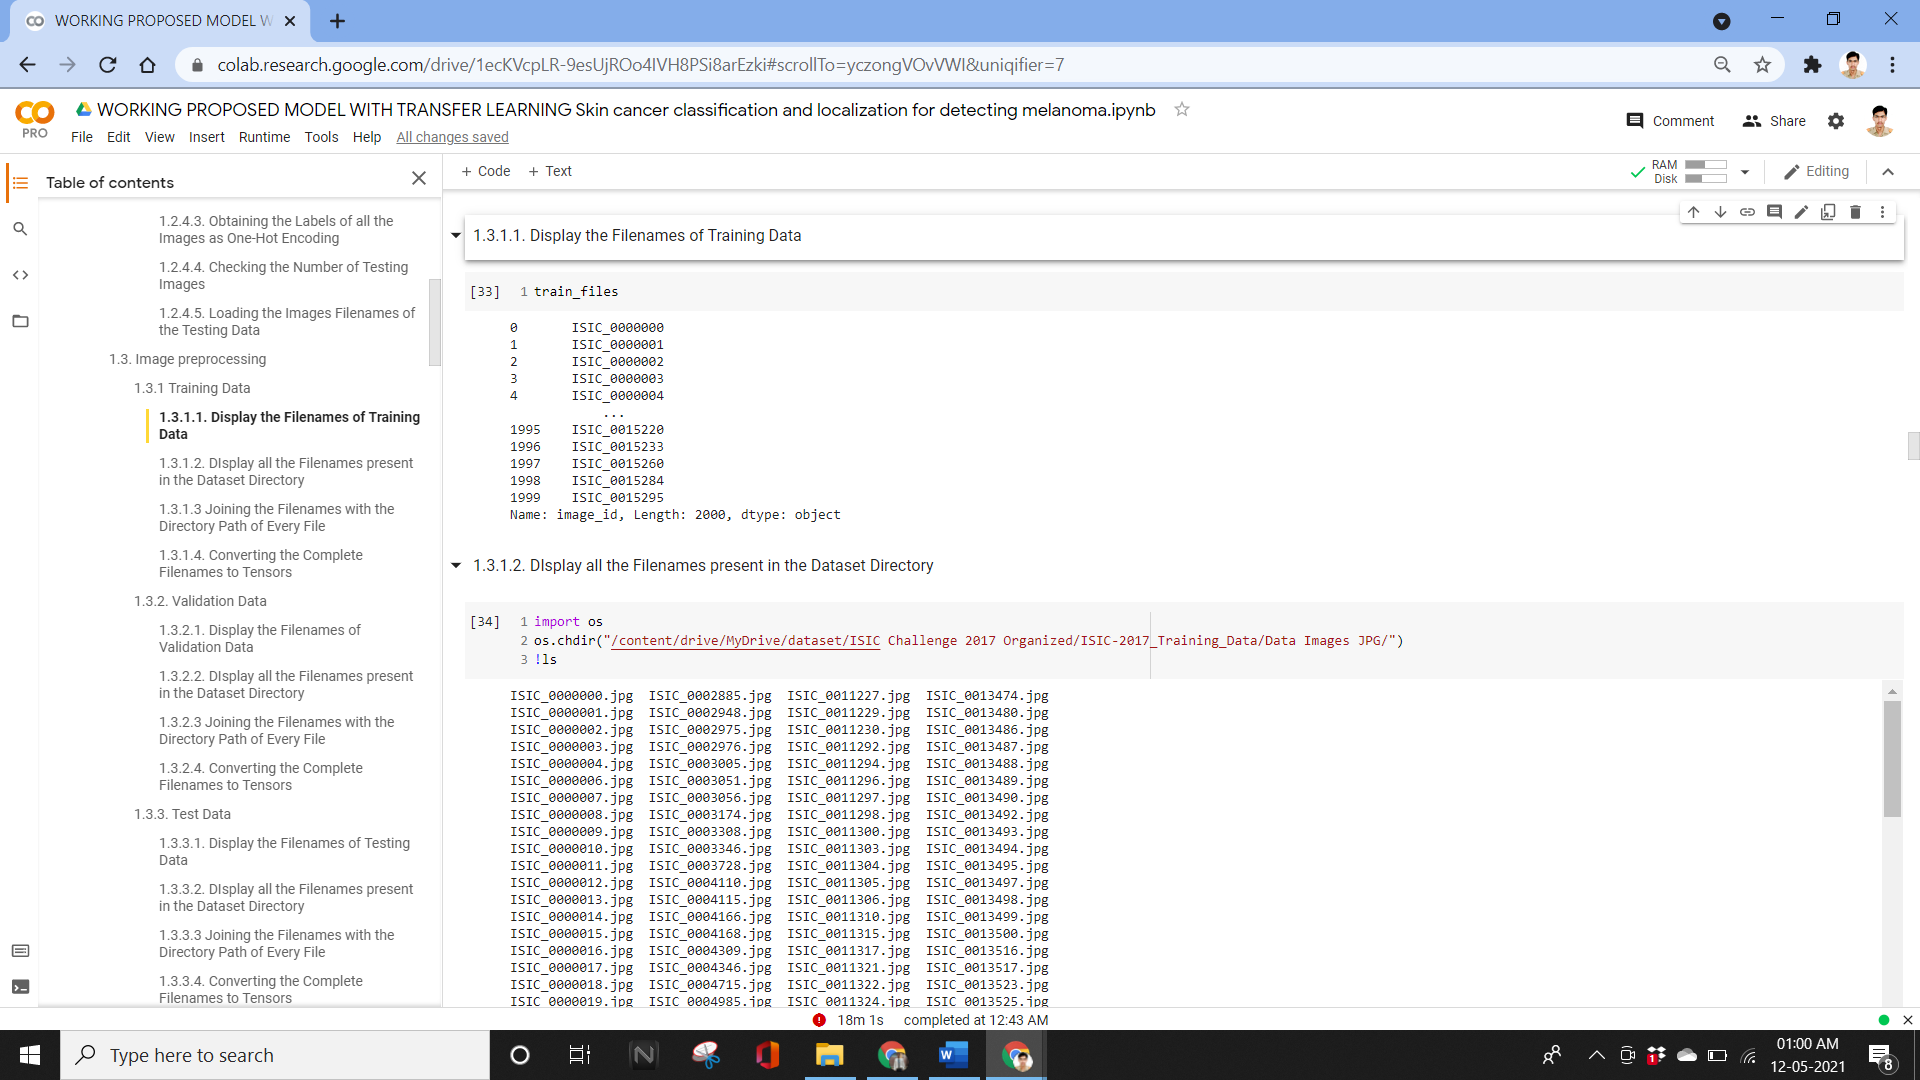 WORKING PROPOSED MODEL W
colab.research.google.com/drive/1ecKVcpLR-9esUjROo4IVH8PSi8arEzki#scrollTo=yczongVOvVWI&uniqifier=7
CO
PRO
WORKING PROPOSED MODEL WITH TRANSFER LEARNING Skin cancer classification and localization for detecting melanoma.ipynb
File Edit View Insert Runtime Tools Help All changes saved
Comment Share
Table of contents
+ Code + Text
RAM
Disk
Editing
1.2.4.3. Obtaining the Labels of all the
Images as One-Hot Encoding
1.2.4.4. Checking the Number of Testing
Images
1.2.4.5. Loading the Images Filenames of
the Testing Data
1.3. Image preprocessing
1.3.1 Training Data
1.3.1.1. Display the Filenames of Training
Data
1.3.1.2. DIsplay all the Filenames present
in the Dataset Directory
1.3.1.3 Joining the Filenames with the
Directory Path of Every File
1.3.1.4. Converting the Complete
Filenames to Tensors
1.3.2. Validation Data
1.3.2.1. Display the Filenames of
Validation Data
1.3.2.2. DIsplay all the Filenames present
in the Dataset Directory
1.3.2.3 Joining the Filenames with the
Directory Path of Every File
1.3.2.4. Converting the Complete
Filenames to Tensors
1.3.3. Test Data
1.3.3.1. Display the Filenames of Testing
Data
1.3.3.2. DIsplay all the Filenames present
in the Dataset Directory
1.3.3.3 Joining the Filenames with the
Directory Path of Every File
1.3.3.4. Converting the Complete
Filenames to Tensors
1.3.1.1. Display the Filenames of Training Data
[33] 1 train_files
0 ISIC_0000000
1 ISIC_0000001
2 ISIC_0000002
3 ISIC_0000003
4 ISIC_0000004
...
1995 ISIC_0015220
1996 ISIC_0015233
1997 ISIC_0015260
1998 ISIC_0015284
1999 ISIC_0015295
Name: image_id, Length: 2000, dtype: object
1.3.1.2. DIsplay all the Filenames present in the Dataset Directory
[34] 1 import os
2 os.chdir("/content/drive/MyDrive/dataset/ISIC Challenge 2017 Organized/ISIC-2017_Training_Data/Data Images JPG/")
3 !ls
ISIC_0000000.jpg ISIC_0002885.jpg ISIC_0011227.jpg ISIC_0013474.jpg
ISIC_0000001.jpg ISIC_0002948.jpg ISIC_0011229.jpg ISIC_0013480.jpg
ISIC_0000002.jpg ISIC_0002975.jpg ISIC_0011230.jpg ISIC_0013486.jpg
ISIC_0000003.jpg ISIC_0002976.jpg ISIC_0011292.jpg ISIC_0013487.jpg
ISIC_0000004.jpg ISIC_0003005.jpg ISIC_0011294.jpg ISIC_0013488.jpg
ISIC_0000006.jpg ISIC_0003051.jpg ISIC_0011296.jpg ISIC_0013489.jpg
ISIC_0000007.jpg ISIC_0003056.jpg ISIC_0011297.jpg ISIC_0013490.jpg
ISIC_0000008.jpg ISIC_0003174.jpg ISIC_0011298.jpg ISIC_0013492.jpg
ISIC_0000009.jpg ISIC_0003308.jpg ISIC_0011300.jpg ISIC_0013493.jpg
ISIC_0000010.jpg ISIC_0003346.jpg ISIC_0011303.jpg ISIC_0013494.jpg
ISIC_0000011.jpg ISIC_0003728.jpg ISIC_0011304.jpg ISIC_0013495.jpg
ISIC_0000012.jpg ISIC_0004110.jpg ISIC_0011305.jpg ISIC_0013497.jpg
ISIC_0000013.jpg ISIC_0004115.jpg ISIC_0011306.jpg ISIC_0013498.jpg
ISIC_0000014.jpg ISIC_0004166.jpg ISIC_0011310.jpg ISIC_0013499.jpg
ISIC_0000015.jpg ISIC_0004168.jpg ISIC_0011315.jpg ISIC_0013500.jpg
ISIC_0000016.jpg ISIC_0004309.jpg ISIC_0011317.jpg ISIC_0013516.jpg
ISIC_0000017.jpg ISIC_0004346.jpg ISIC_0011321.jpg ISIC_0013517.jpg
ISIC_0000018.jpg ISIC_0004715.jpg ISIC_0011322.jpg ISIC_0013523.jpg
ISIC_0000019.jpg ISIC_0004985.jpg ISIC_0011324.jpg ISIC_0013525.jpg
18m 1s completed at 12:43 AM
Type here to search
01:00 AM
12-05-2021
8